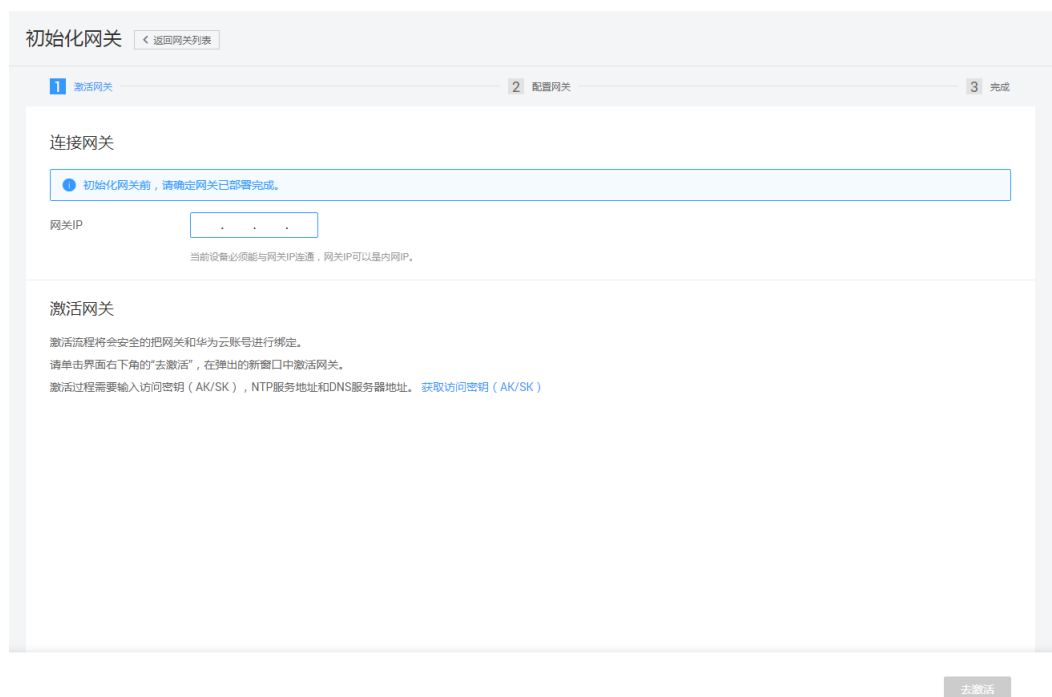 初始化网关 < 返回网关列表
1 激活网关 2 配置网关 3 完成
连接网关
初始化网关前，请确定网关已部署完成。
网关IP . . .
当前设备必须能与网关IP连通，网关IP可以是内网IP。
激活网关
激活流程将会安全的把网关和华为云账号进行绑定。
请单击界面右下角的“去激活”，在弹出的新窗口中激活网关。
激活过程需要输入访问密钥（AK/SK），NTP服务地址和DNS服务器地址。 获取访问密钥（AK/SK）
去激活